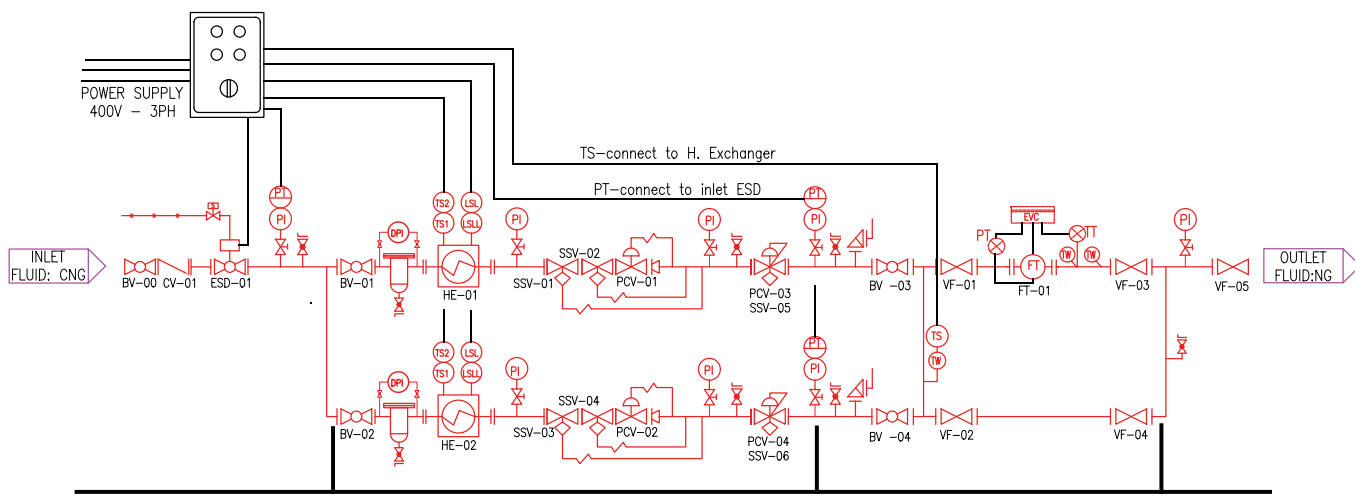 POWER SUPPLY
400V - 3PH
TS-connect to H. Exchanger
PT-connect to inlet ESD
PT
PI
S
INLET
FLUID: CNG
BV-00
CV-01
ESD-01
BV-01
DPI
TS2
TS1
LSL
LSLL
HE-01
PI
SSV-01
SSV-02
PCV-01
PI
PCV-03
SSV-05
PT
PI
BV -03
VF-01
PT
EVC
TT
FT
FT-01
TW
TW
VF-03
PI
VF-05
OUTLET
FLUID:NG
TS
TW
BV-02
DPI
TS2
TS1
LSL
LSLL
HE-02
PI
SSV-03
SSV-04
PCV-02
PI
PCV-04
SSV-06
PT
PI
BV -04
VF-02
VF-04